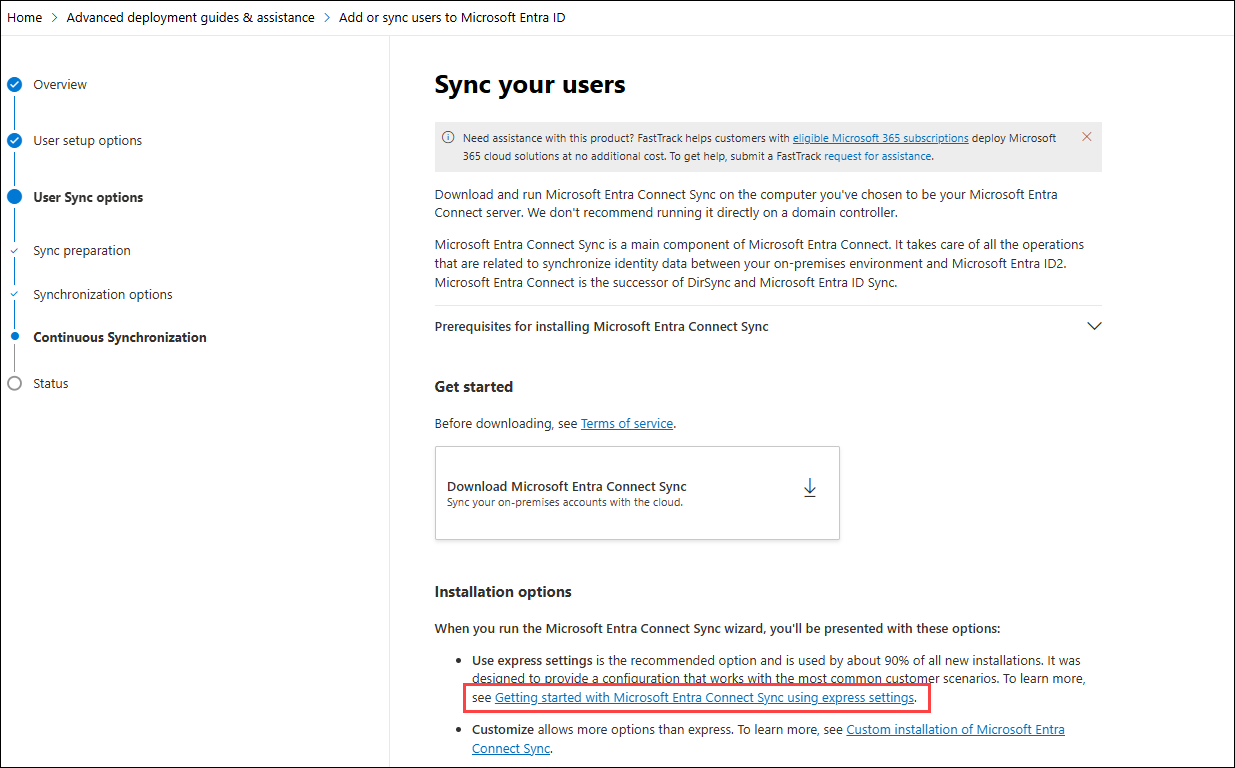 Home > Advanced deployment guides & assistance > Add or sync users to Microsoft Entra ID
Overview
User setup options
User Sync options
Sync preparation
Synchronization options
Continuous Synchronization
Status
Sync your users
Need assistance with this product? FastTrack helps customers with eligible Microsoft 365 subscriptions deploy Microsoft
365 cloud solutions at no additional cost. To get help, submit a FastTrack request for assistance.
Download and run Microsoft Entra Connect Sync on the computer you've chosen to be your Microsoft Entra
Connect server. We don't recommend running it directly on a domain controller.
Microsoft Entra Connect Sync is a main component of Microsoft Entra Connect. It takes care of all the operations
that are related to synchronize identity data between your on-premises environment and Microsoft Entra ID2.
Microsoft Entra Connect is the successor of DirSync and Microsoft Entra ID Sync.
Prerequisites for installing Microsoft Entra Connect Sync
Get started
Before downloading, see Terms of service.
Download Microsoft Entra Connect Sync
Sync your on-premises accounts with the cloud.
Installation options
When you run the Microsoft Entra Connect Sync wizard, you'll be presented with these options:
• Use express settings is the recommended option and is used by about 90% of all new installations. It was
designed to provide a configuration that works with the most common customer scenarios. To learn more,
see Getting started with Microsoft Entra Connect Sync using express settings.
• Customize allows more options than express. To learn more, see Custom installation of Microsoft Entra
Connect Sync.